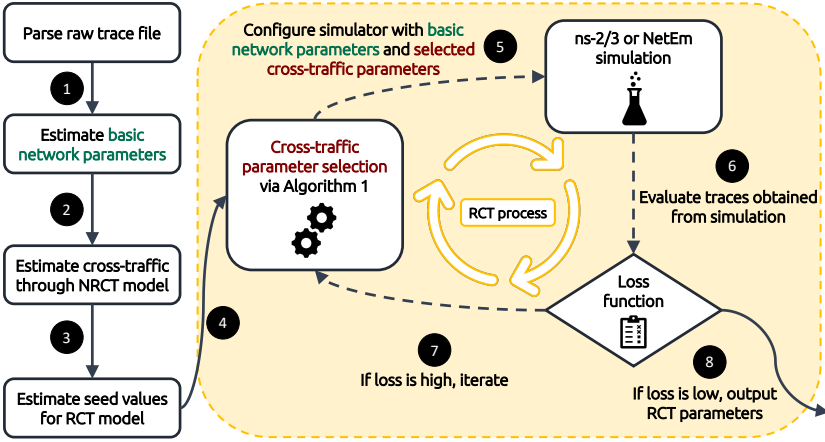 Parse raw trace file
1
Estimate basic
network parameters
2
Estimate cross-traffic
through NRCT model
3
Estimate seed values
for RCT model
4
Cross-traffic
parameter selection
via Algorithm 1
Configure simulator with basic
network parameters and selected
cross-traffic parameters
5
ns-2/3 or NetEm
simulation
RCT process
6
Evaluate traces obtained
from simulation
Loss
function
7
If loss is high, iterate
8
If loss is low, output
RCT parameters